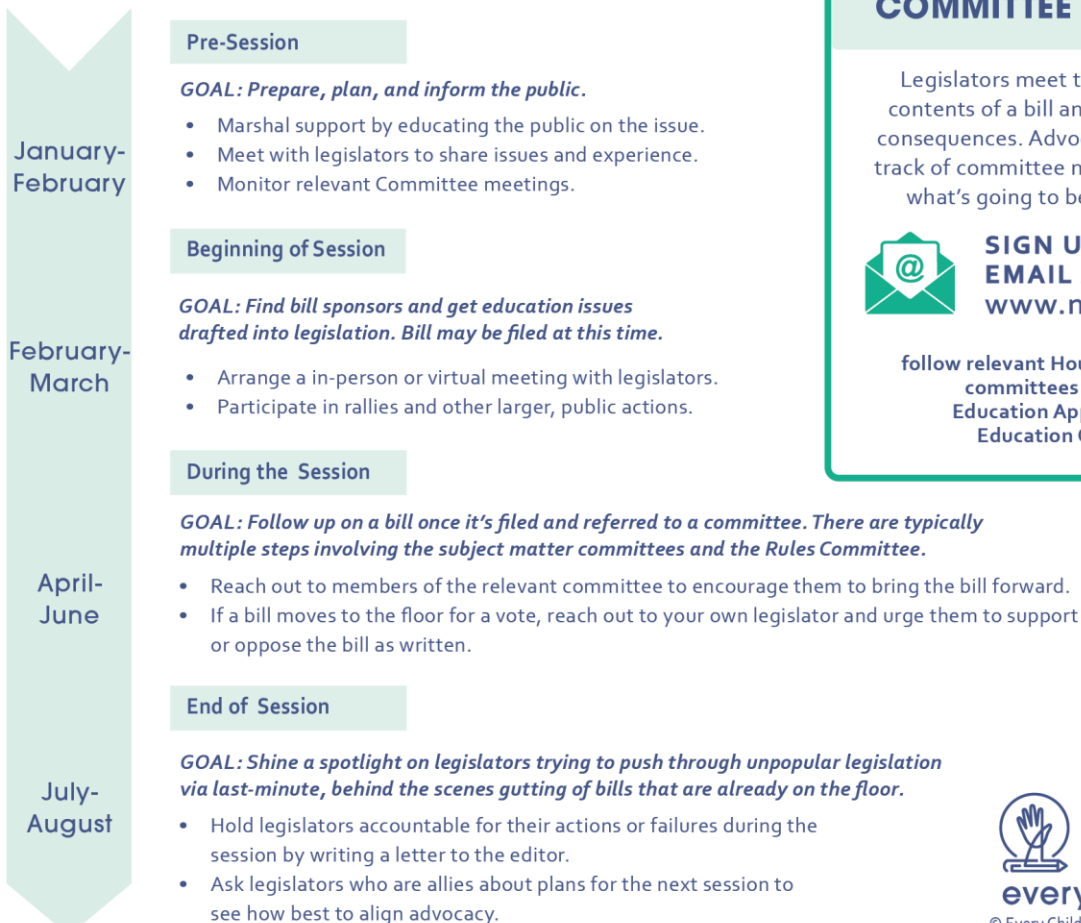 January-
February
Pre-Session
GOAL: Prepare, plan, and inform the public.
• Marshal support by educating the public on the issue.
• Meet with legislators to share issues and experience.
• Monitor relevant Committee meetings.
February-
March
Beginning of Session
GOAL: Find bill sponsors and get education issues
drafted into legislation. Bill may be filed at this time.
• Arrange a in-person or virtual meeting with legislators.
• Participate in rallies and other larger, public actions.
April-
June
During the Session
GOAL: Follow up on a bill once it's filed and referred to a committee. There are typically
multiple steps involving the subject matter committees and the Rules Committee.
• Reach out to members of the relevant committee to encourage them to bring the bill forward.
• If a bill moves to the floor for a vote, reach out to your own legislator and urge them to support
or oppose the bill as written.
July-
August
End of Session
GOAL: Shine a spotlight on legislators trying to push through unpopular legislation
via last-minute, behind the scenes gutting of bills that are already on the floor.
• Hold legislators accountable for their actions or failures during the
session by writing a letter to the editor.
• Ask legislators who are allies about plans for the next session to
see how best to align advocacy.
COMMITTEE
Legislators meet
contents of a bill
consequences.
track of committee
what's going to
@
SIGN
EMAIL
www.
follow relevant
committees
Education
Education
every
© Every Child